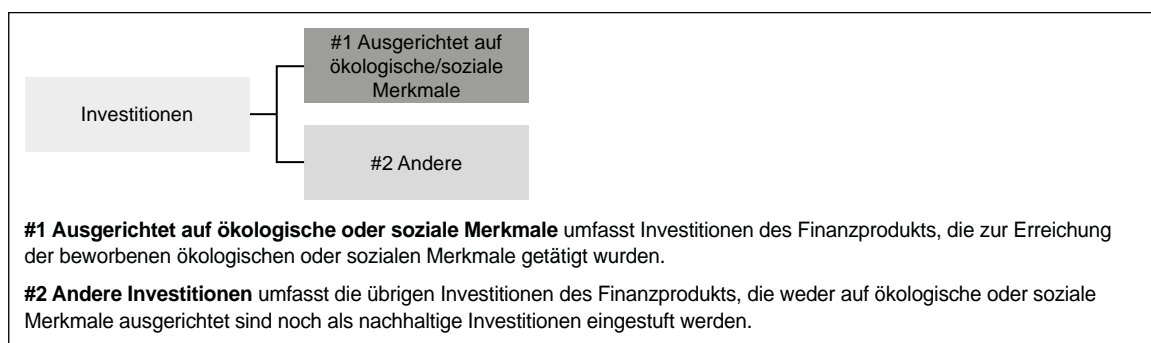 #1 Ausgerichtet auf
ökologische/soziale
Merkmale
Investitionen
#2 Andere
#1 Ausgerichtet auf ökologische oder soziale Merkmale umfasst Investitionen des Finanzprodukts, die zur Erreichung
der beworbenen ökologischen oder sozialen Merkmale getätigt wurden.
#2 Andere Investitionen umfasst die übrigen Investitionen des Finanzprodukts, die weder auf ökologische oder soziale
Merkmale ausgerichtet sind noch als nachhaltige Investitionen eingestuft werden.